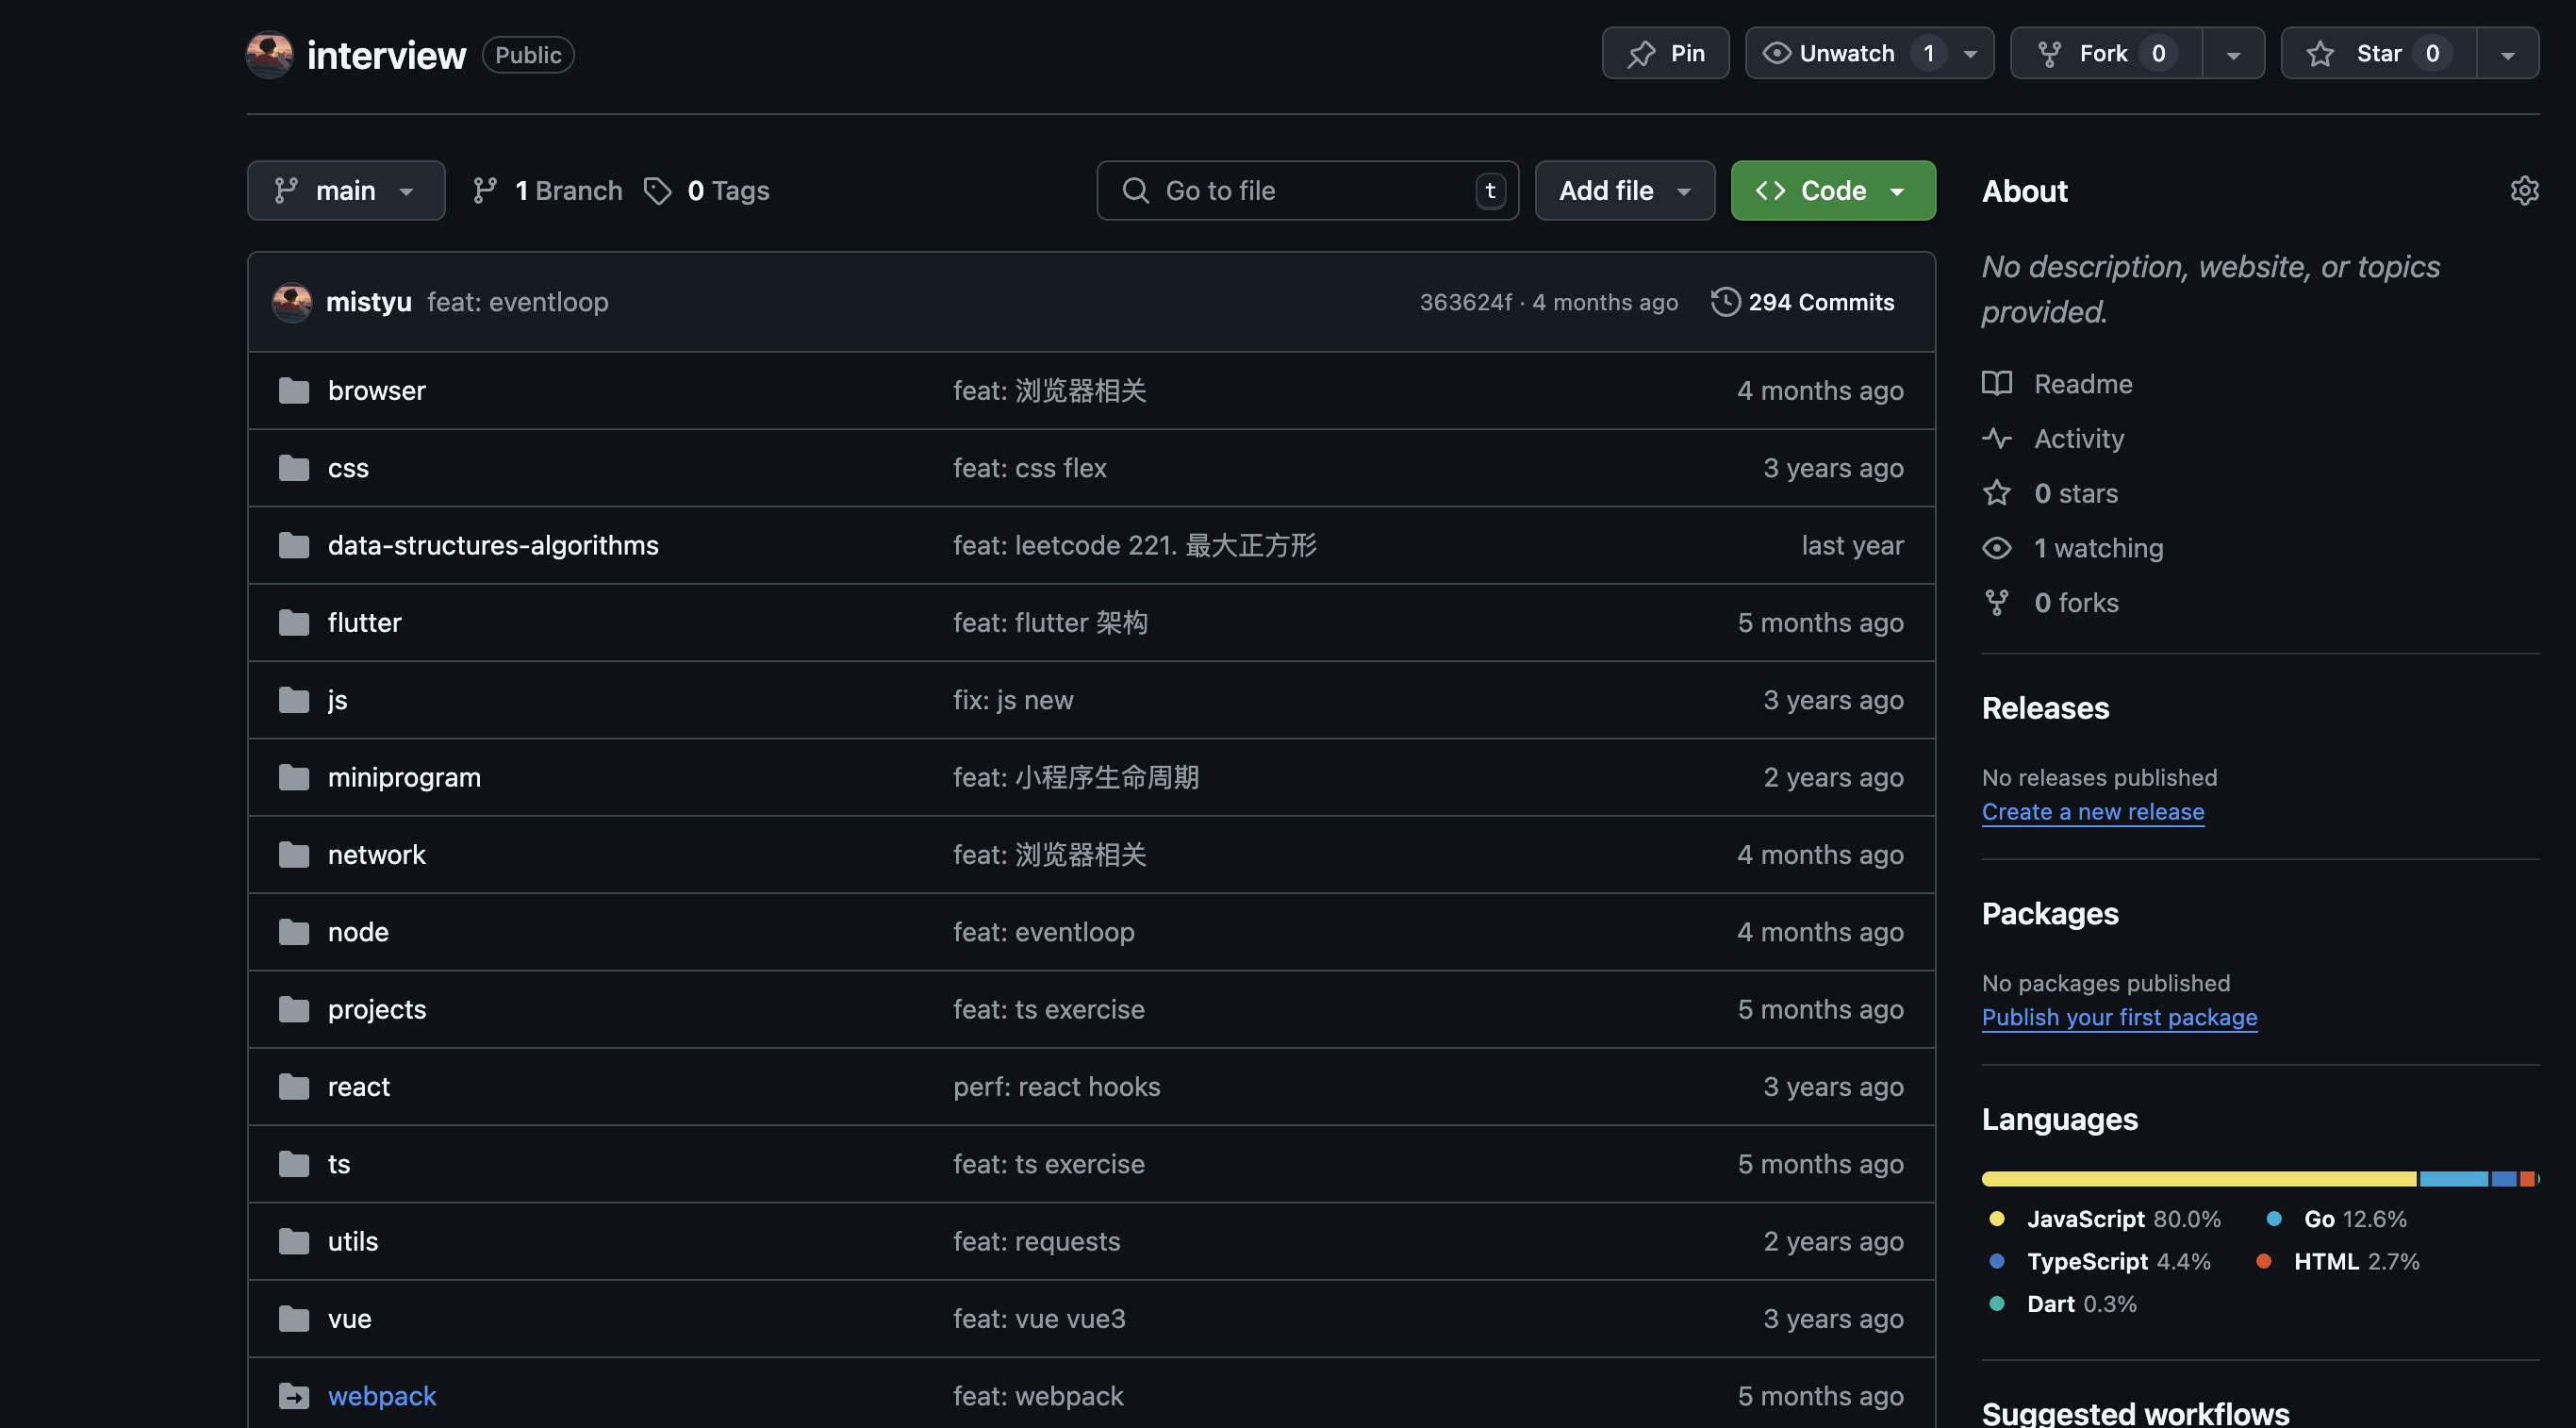 interview Public Pin Unwatch 1 Fork 0 Star 0
main 1 Branch 0 Tags Go to file t Add file Code
mistyu feat: eventloop 363624f · 4 months ago 294 Commits
browser feat: 浏览器相关 4 months ago
css feat: css flex 3 years ago
data-structures-algorithms feat: leetcode 221. 最大正方形 last year
flutter feat: flutter 架构 5 months ago
js fix: js new 3 years ago
miniprogram feat: 小程序生命周期 2 years ago
network feat: 浏览器相关 4 months ago
node feat: eventloop 4 months ago
projects feat: ts exercise 5 months ago
react perf: react hooks 3 years ago
ts feat: ts exercise 5 months ago
utils feat: requests 2 years ago
vue feat: vue vue3 3 years ago
webpack feat: webpack 5 months ago
About
No description, website, or topics
provided.
Readme
Activity
0 stars
1 watching
0 forks
Releases
No releases published
Create a new release
Packages
No packages published
Publish your first package
Languages
JavaScript 80.0% Go 12.6%
TypeScript 4.4% HTML 2.7%
Dart 0.3%
Suggested workflows